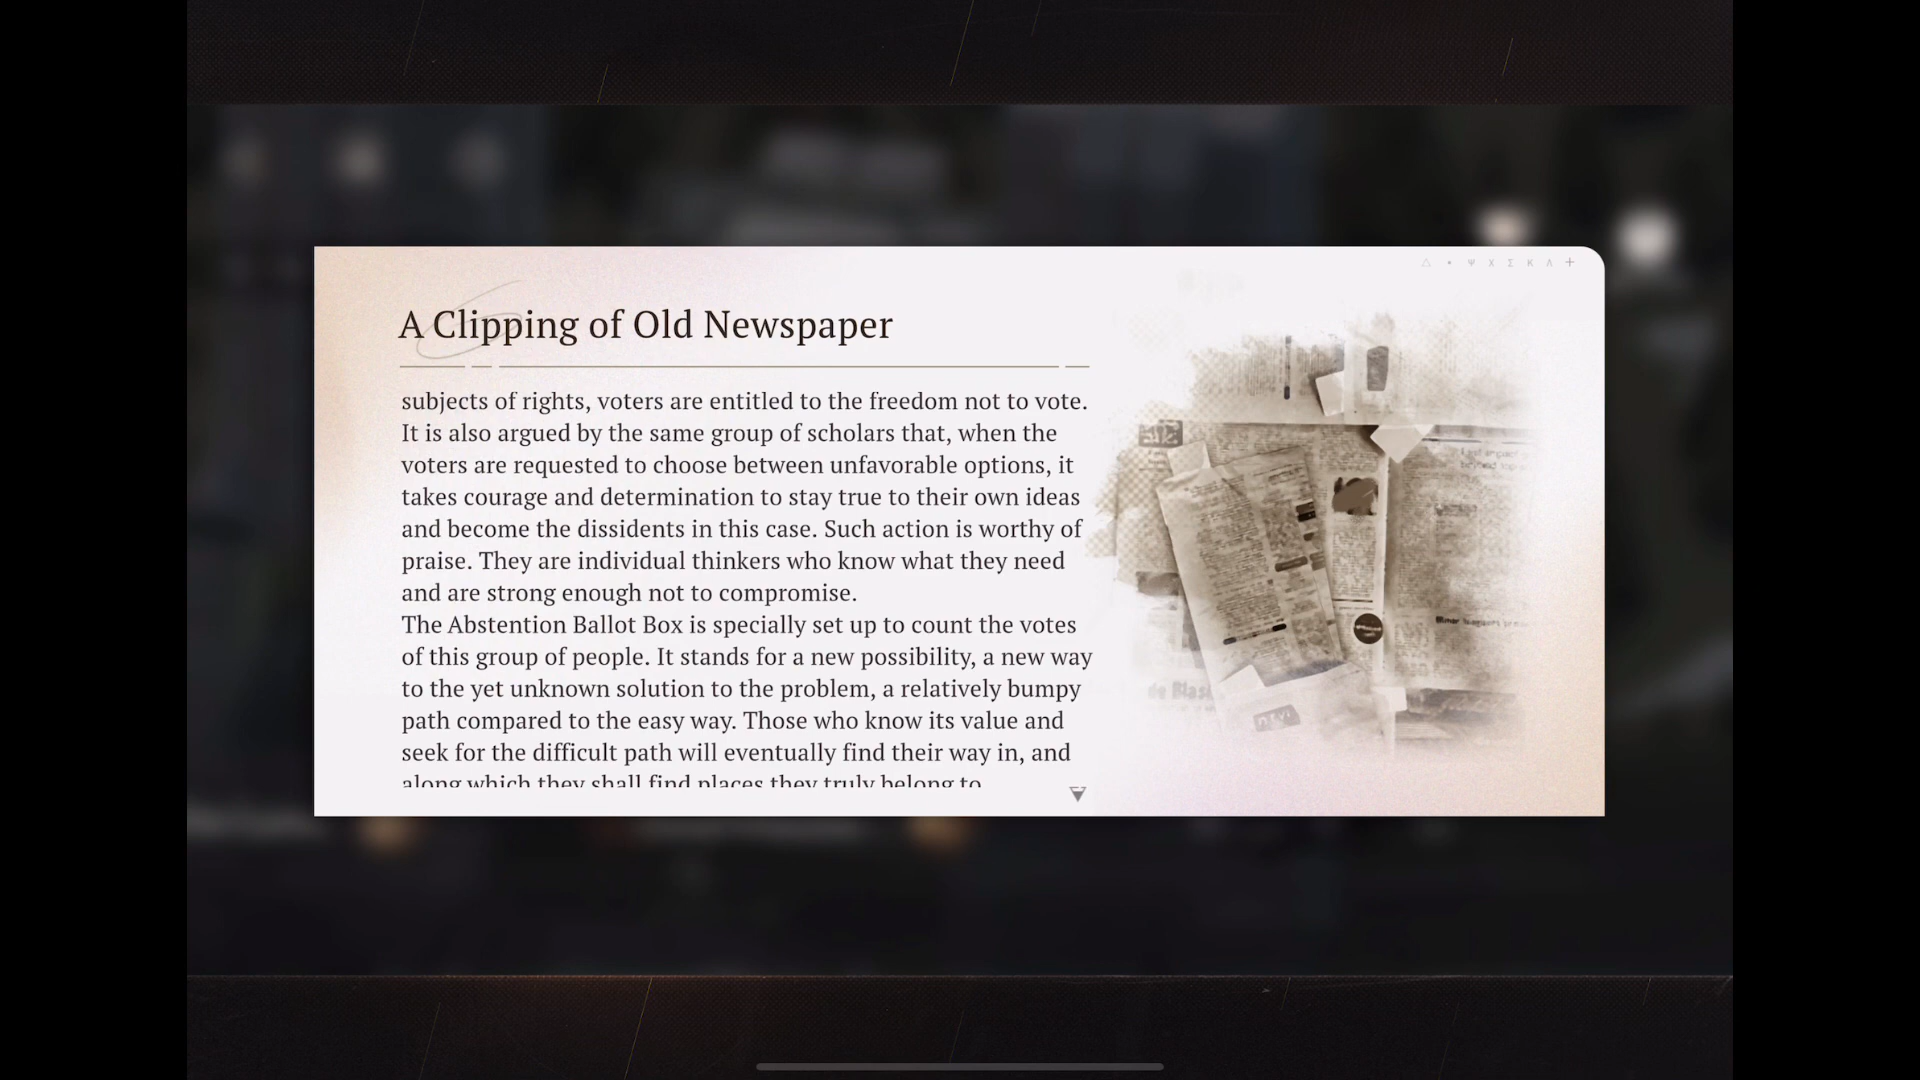 A Clipping of Old Newspaper
subjects of rights, voters are entitled to the freedom not to vote.
It is also argued by the same group of scholars that, when the
voters are requested to choose between unfavorable options, it
takes courage and determination to stay true to their own ideas
and become the dissidents in this case. Such action is worthy of
praise. They are individual thinkers who know what they need
and are strong enough not to compromise.
The Abstention Ballot Box is specially set up to count the votes
of this group of people. It stands for a new possibility, a new way
to the yet unknown solution to the problem, a relatively bumpy
path compared to the easy way. Those who know its value and
seek for the difficult path will eventually find their way in, and
along which they shall find places they truly belong to